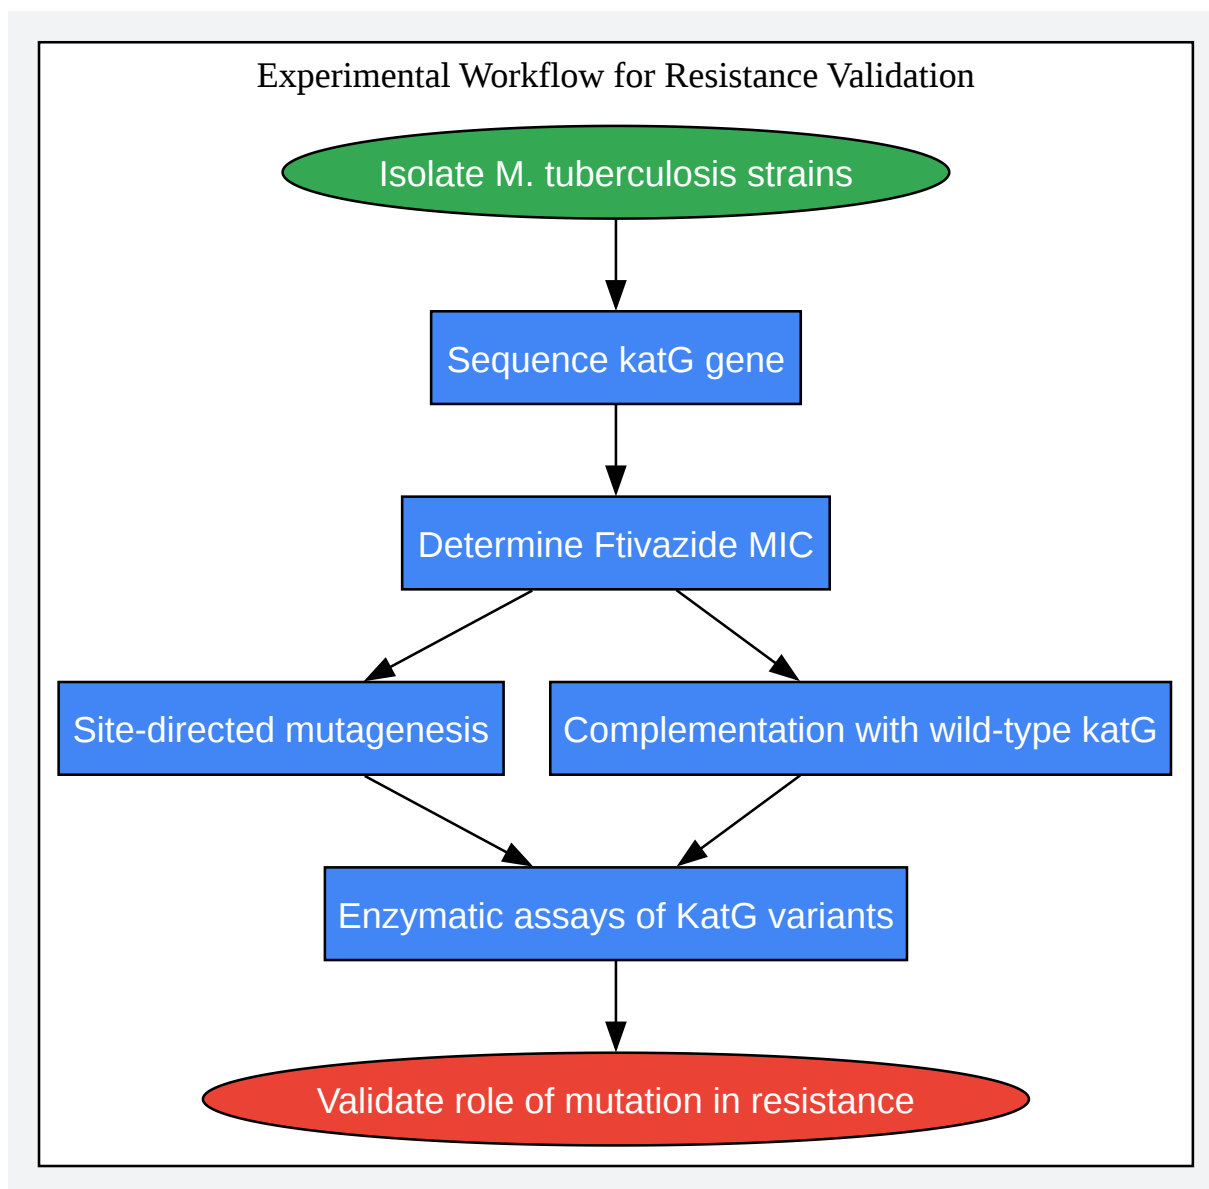 Experimental Workflow for Resistance Validation
Isolate M. tuberculosis strains
Sequence katG gene
Determine Ftivazide MIC
Site-directed mutagenesis
Complementation with wild-type katG
Enzymatic assays of KatG variants
Validate role of mutation in resistance